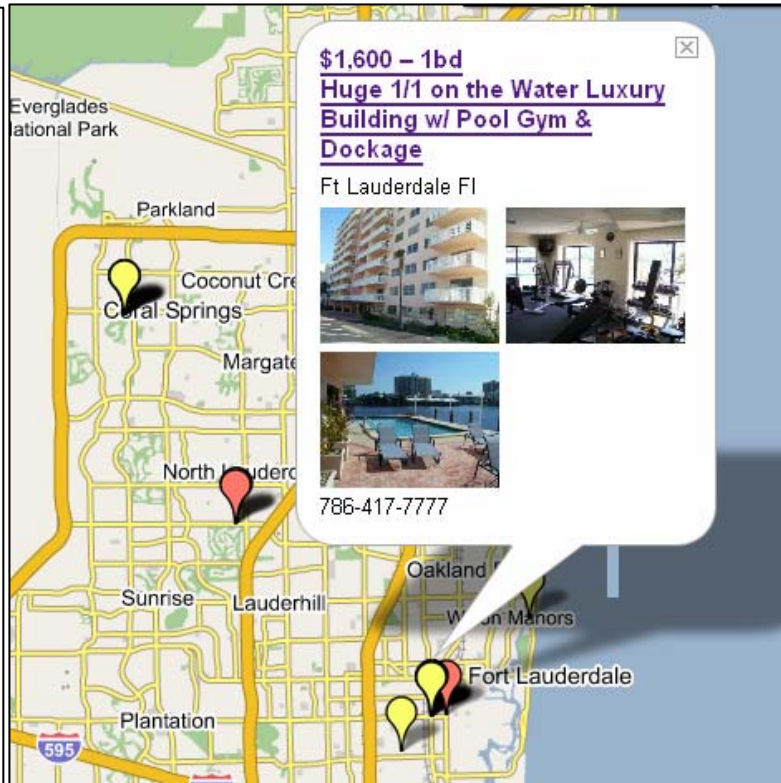 $1,600 – 1bd
Huge 1/1 on the Water Luxury
Building w/ Pool Gym &
Dockage
Ft Lauderdale Fl
786-417-7777
Everglades
National Park
Parkland
Coconut Cre
Coral Springs
Margate
North Lauderd
Oakland
Sunrise
Lauderhill
Wilton Manors
Fort Lauderdale
Plantation
595